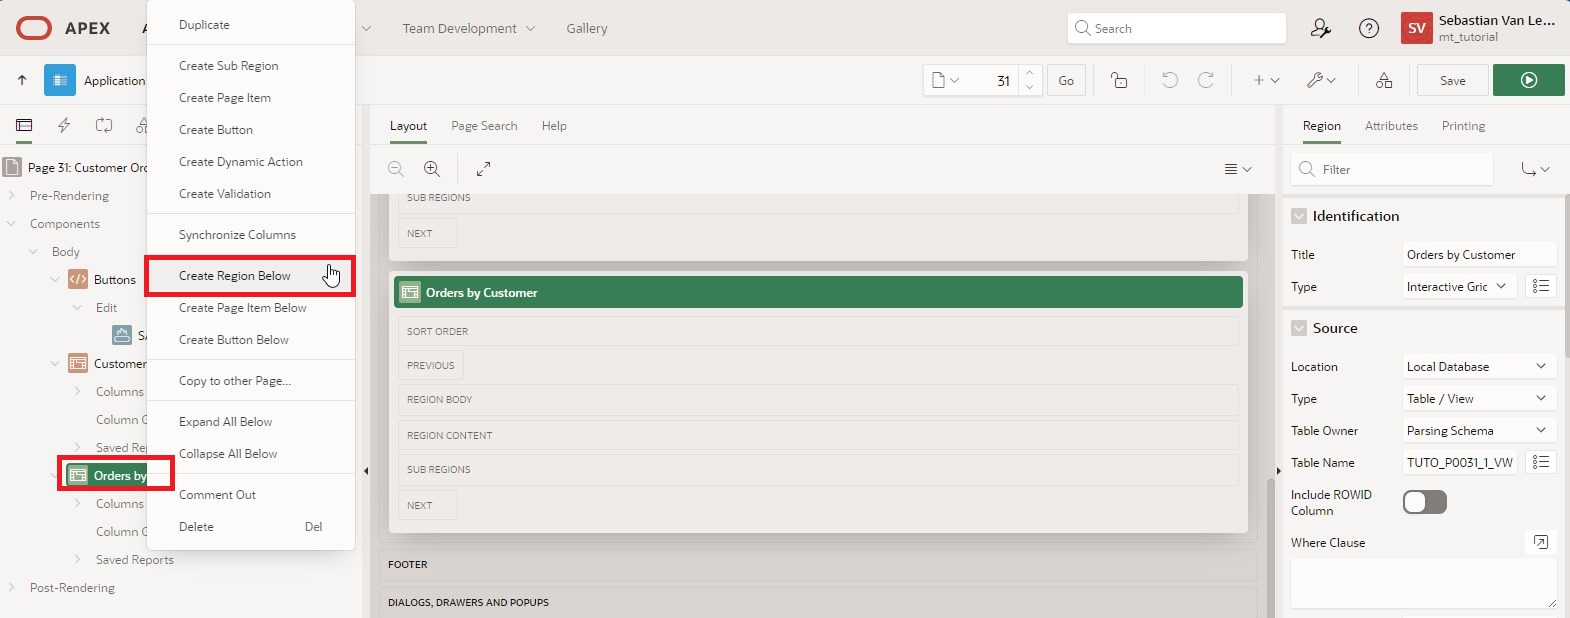 APEX
Team Development
Gallery
Search
SV
Sebastian Van Le...
mt_tutorial
Application
31
Go
Save
Duplicate
Create Sub Region
Create Page Item
Create Button
Create Dynamic Action
Create Validation
Synchronize Columns
Create Region Below
Create Page Item Below
Create Button Below
Copy to other Page...
Expand All Below
Collapse All Below
Comment Out
Delete Del
Page 31: Customer Orc
Pre-Rendering
Components
Body
Buttons
Edit
SA
Customer
Columns
Column G
Saved Rep
Orders by
Columns
Column G
Saved Reports
Post-Rendering
Layout
Page Search
Help
SUB REGIONS
NEXT
Orders by Customer
SORT ORDER
PREVIOUS
REGION BODY
REGION CONTENT
SUB REGIONS
NEXT
FOOTER
DIALOGS, DRAWERS AND POPUPS
Region
Attributes
Printing
Filter
Identification
Title Orders by Customer
Type Interactive Gric
Source
Location Local Database
Type Table / View
Table Owner Parsing Schema
Table Name TUTO_P0031_1_VW
Include ROWID
Column
Where Clause